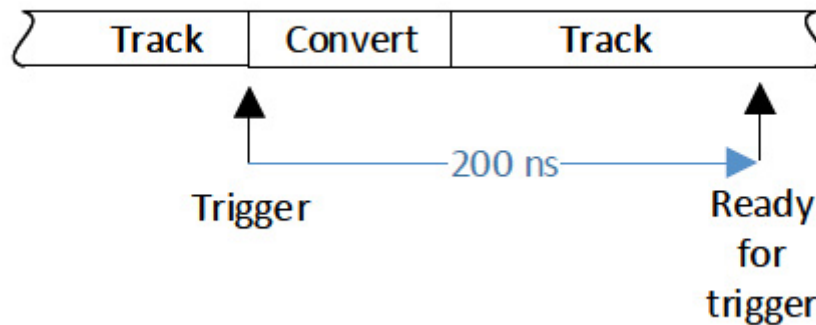 Track Convert Track
200 ns
Trigger
Ready
for
trigger